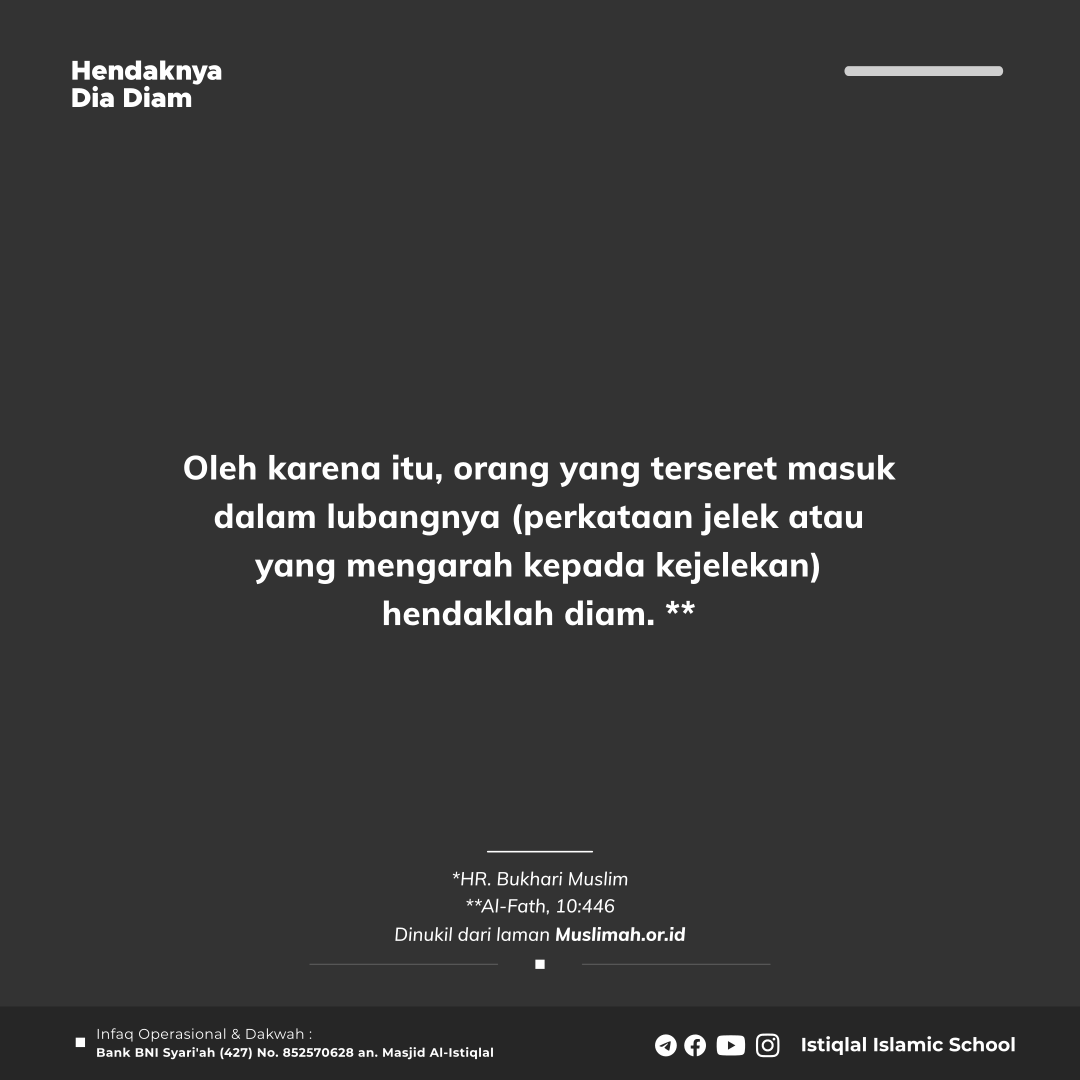 Hendaknya
Dia Diam
Oleh karena itu, orang yang terseret masuk
dalam lubangnya (perkataan jelek atau
yang mengarah kepada kejelekan)
hendaklah diam. **
*HR. Bukhari Muslim
**Al-Fath, 10:446
Dinukil dari laman Muslimah.or.id
Infaq Operasional & Dakwah :
Bank BNI Syari'ah (427) No. 852570628 an. Masjid Al-Istiqlal
Istiqlal Islamic School